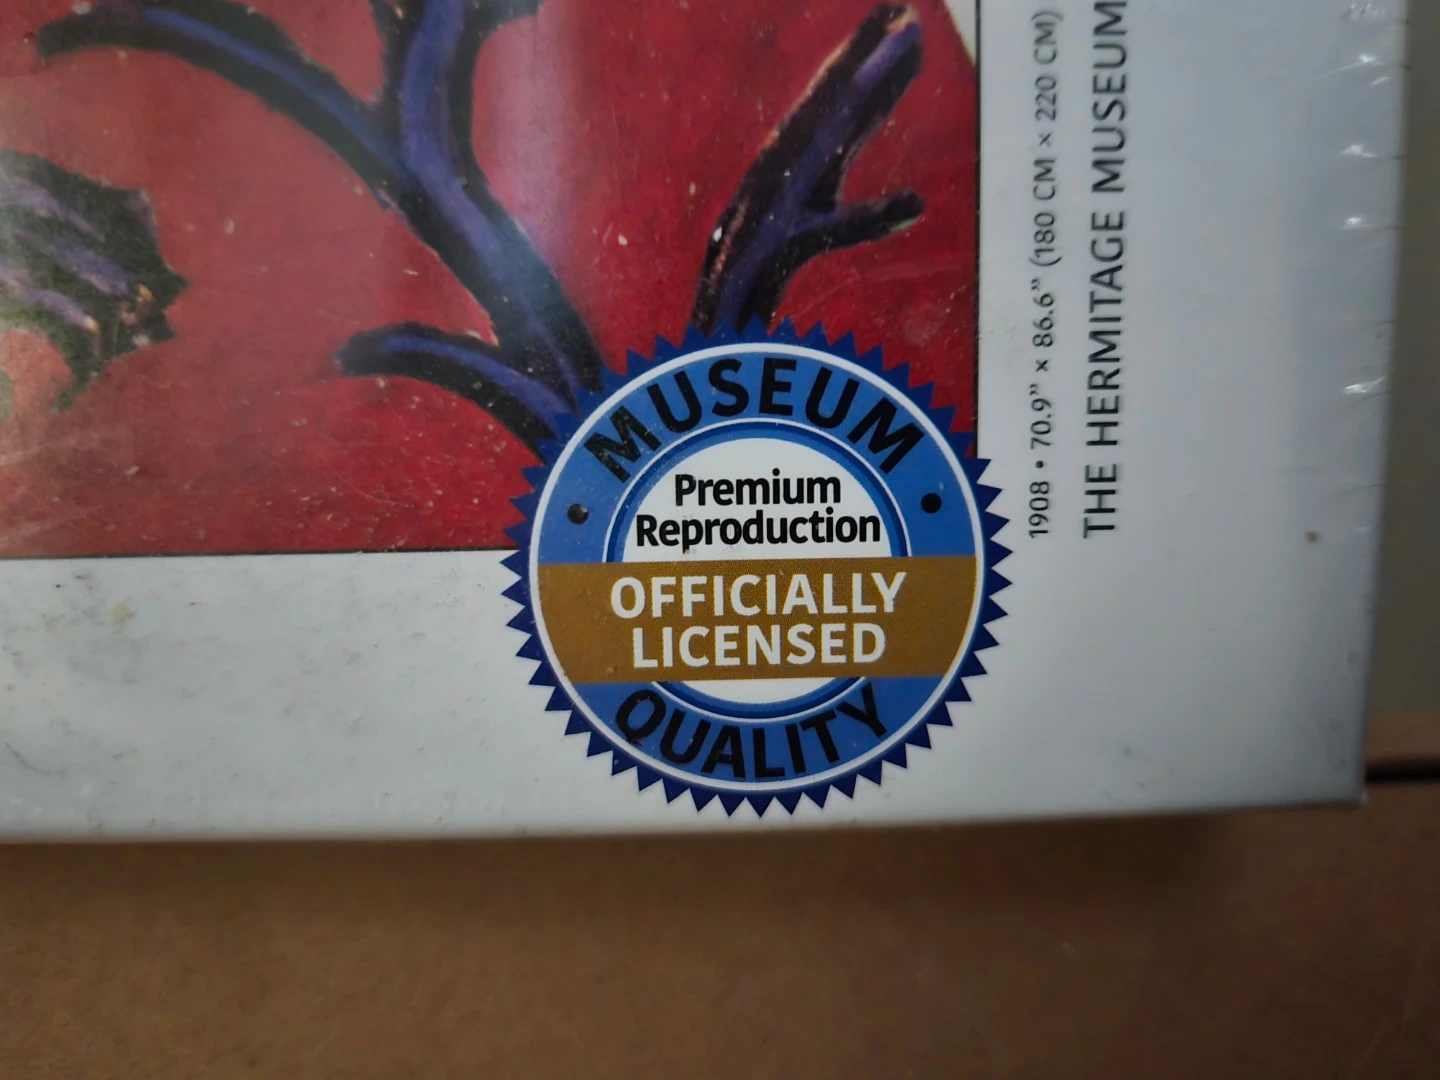 MUSEUM
Premium
Reproduction
OFFICIALLY
LICENSED
QUALITY
1908 • 70.9” × 86.6” (180 CM × 220 CM)
THE HERMITAGE MUSEUM